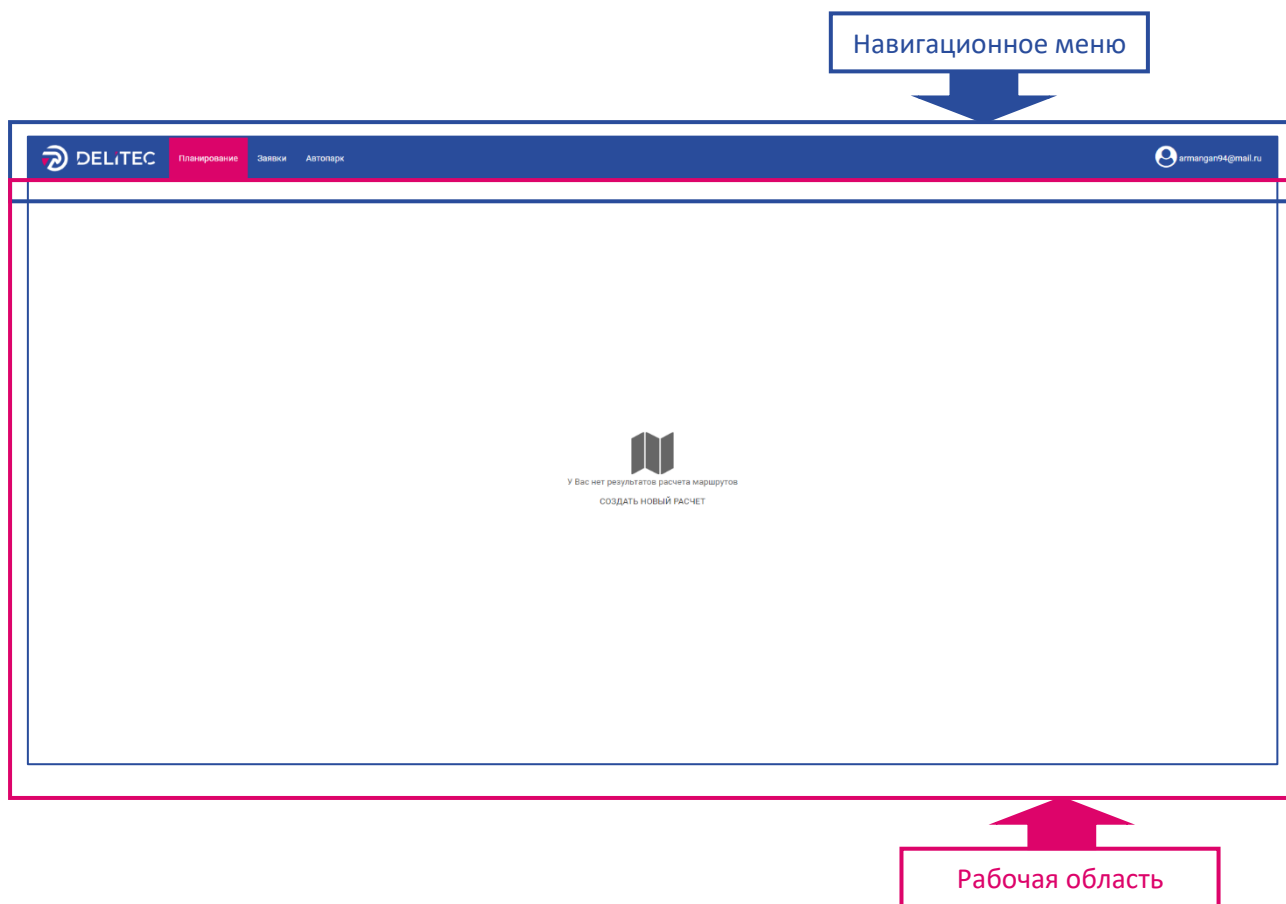 Навигационное меню
DELiTEC Планирование Заявки Автопарк armangan94@mail.ru
У Вас нет результатов расчета маршрутов
СОЗДАТЬ НОВЫЙ РАСЧЕТ
Рабочая область